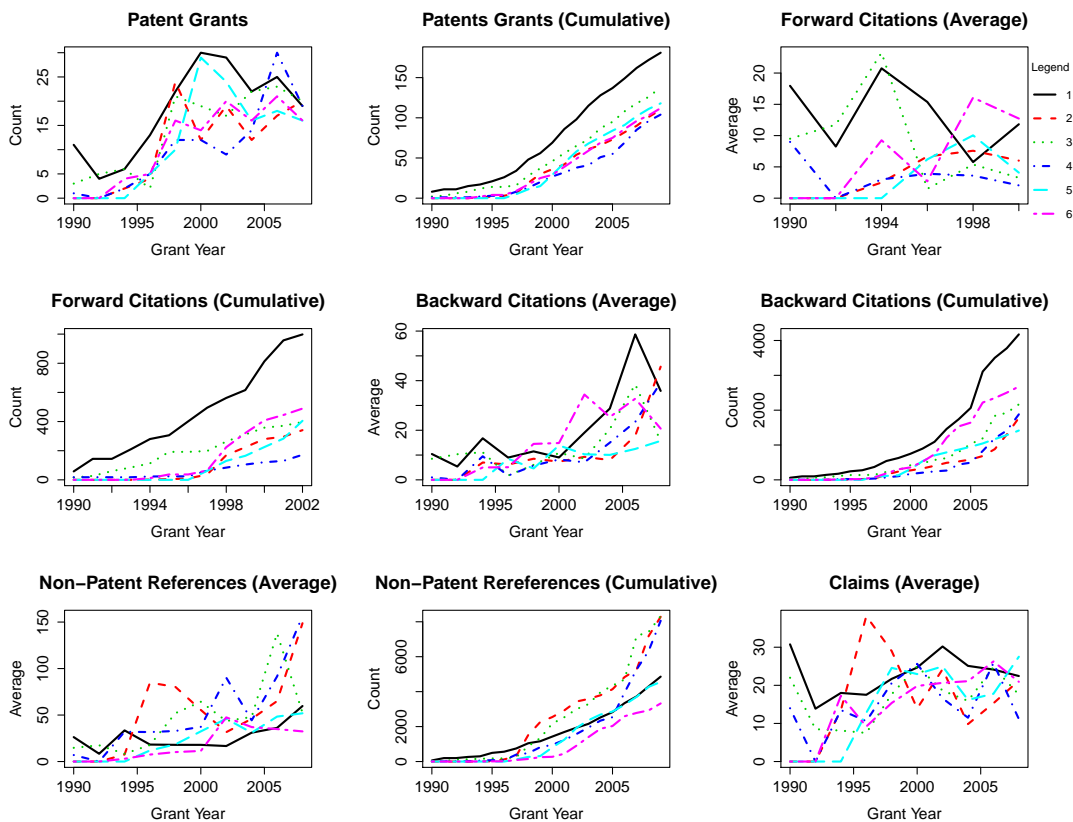 Patent Grants
Patents Grants (Cumulative)
Forward Citations (Average)
Count
0 5 15 25
1990 1995 2000 2005
Grant Year
Count
0 50 100 150
1990 1995 2000 2005
Grant Year
Average
0 5 10 15 20
1990 1994 1998
Grant Year
Legend
1
2
3
4
5
6
Forward Citations (Cumulative)
Backward Citations (Average)
Backward Citations (Cumulative)
Count
0 400 800
1990 1994 1998 2002
Grant Year
Average
0 20 40 60
1990 1995 2000 2005
Grant Year
Count
0 2000 4000
1990 1995 2000 2005
Grant Year
Non−Patent References (Average)
Non−Patent Rereferences (Cumulative)
Claims (Average)
Average
0 50 100 150
1990 1995 2000 2005
Grant Year
Count
0 2000 6000
1990 1995 2000 2005
Grant Year
Average
0 10 20 30
1990 1995 2000 2005
Grant Year